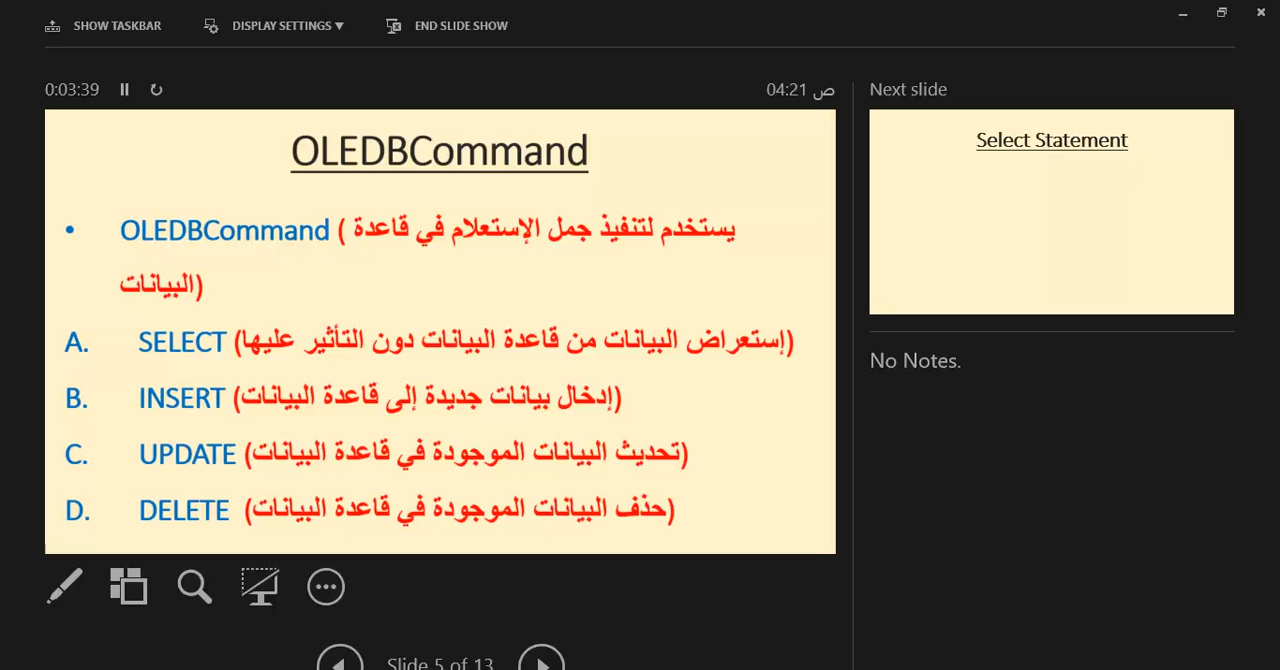 SHOW TASKBAR
DISPLAY SETTINGS ▼
END SLIDE SHOW
0:03:39
04:21 ص
Next slide
OLEDBCommand
• OLEDBCommand ( يستخدم لتنفيذ جمل الإستعلام في قاعدة
البيانات)
A. SELECT (إستعراض البيانات من قاعدة البيانات دون التأثير عليها)
B. INSERT (إدخال بيانات جديدة إلى قاعدة البيانات)
C. UPDATE (تحديث البيانات الموجودة في قاعدة البيانات)
D. DELETE (حذف البيانات الموجودة في قاعدة البيانات)
Select Statement
No Notes.
Slide 5 of 13